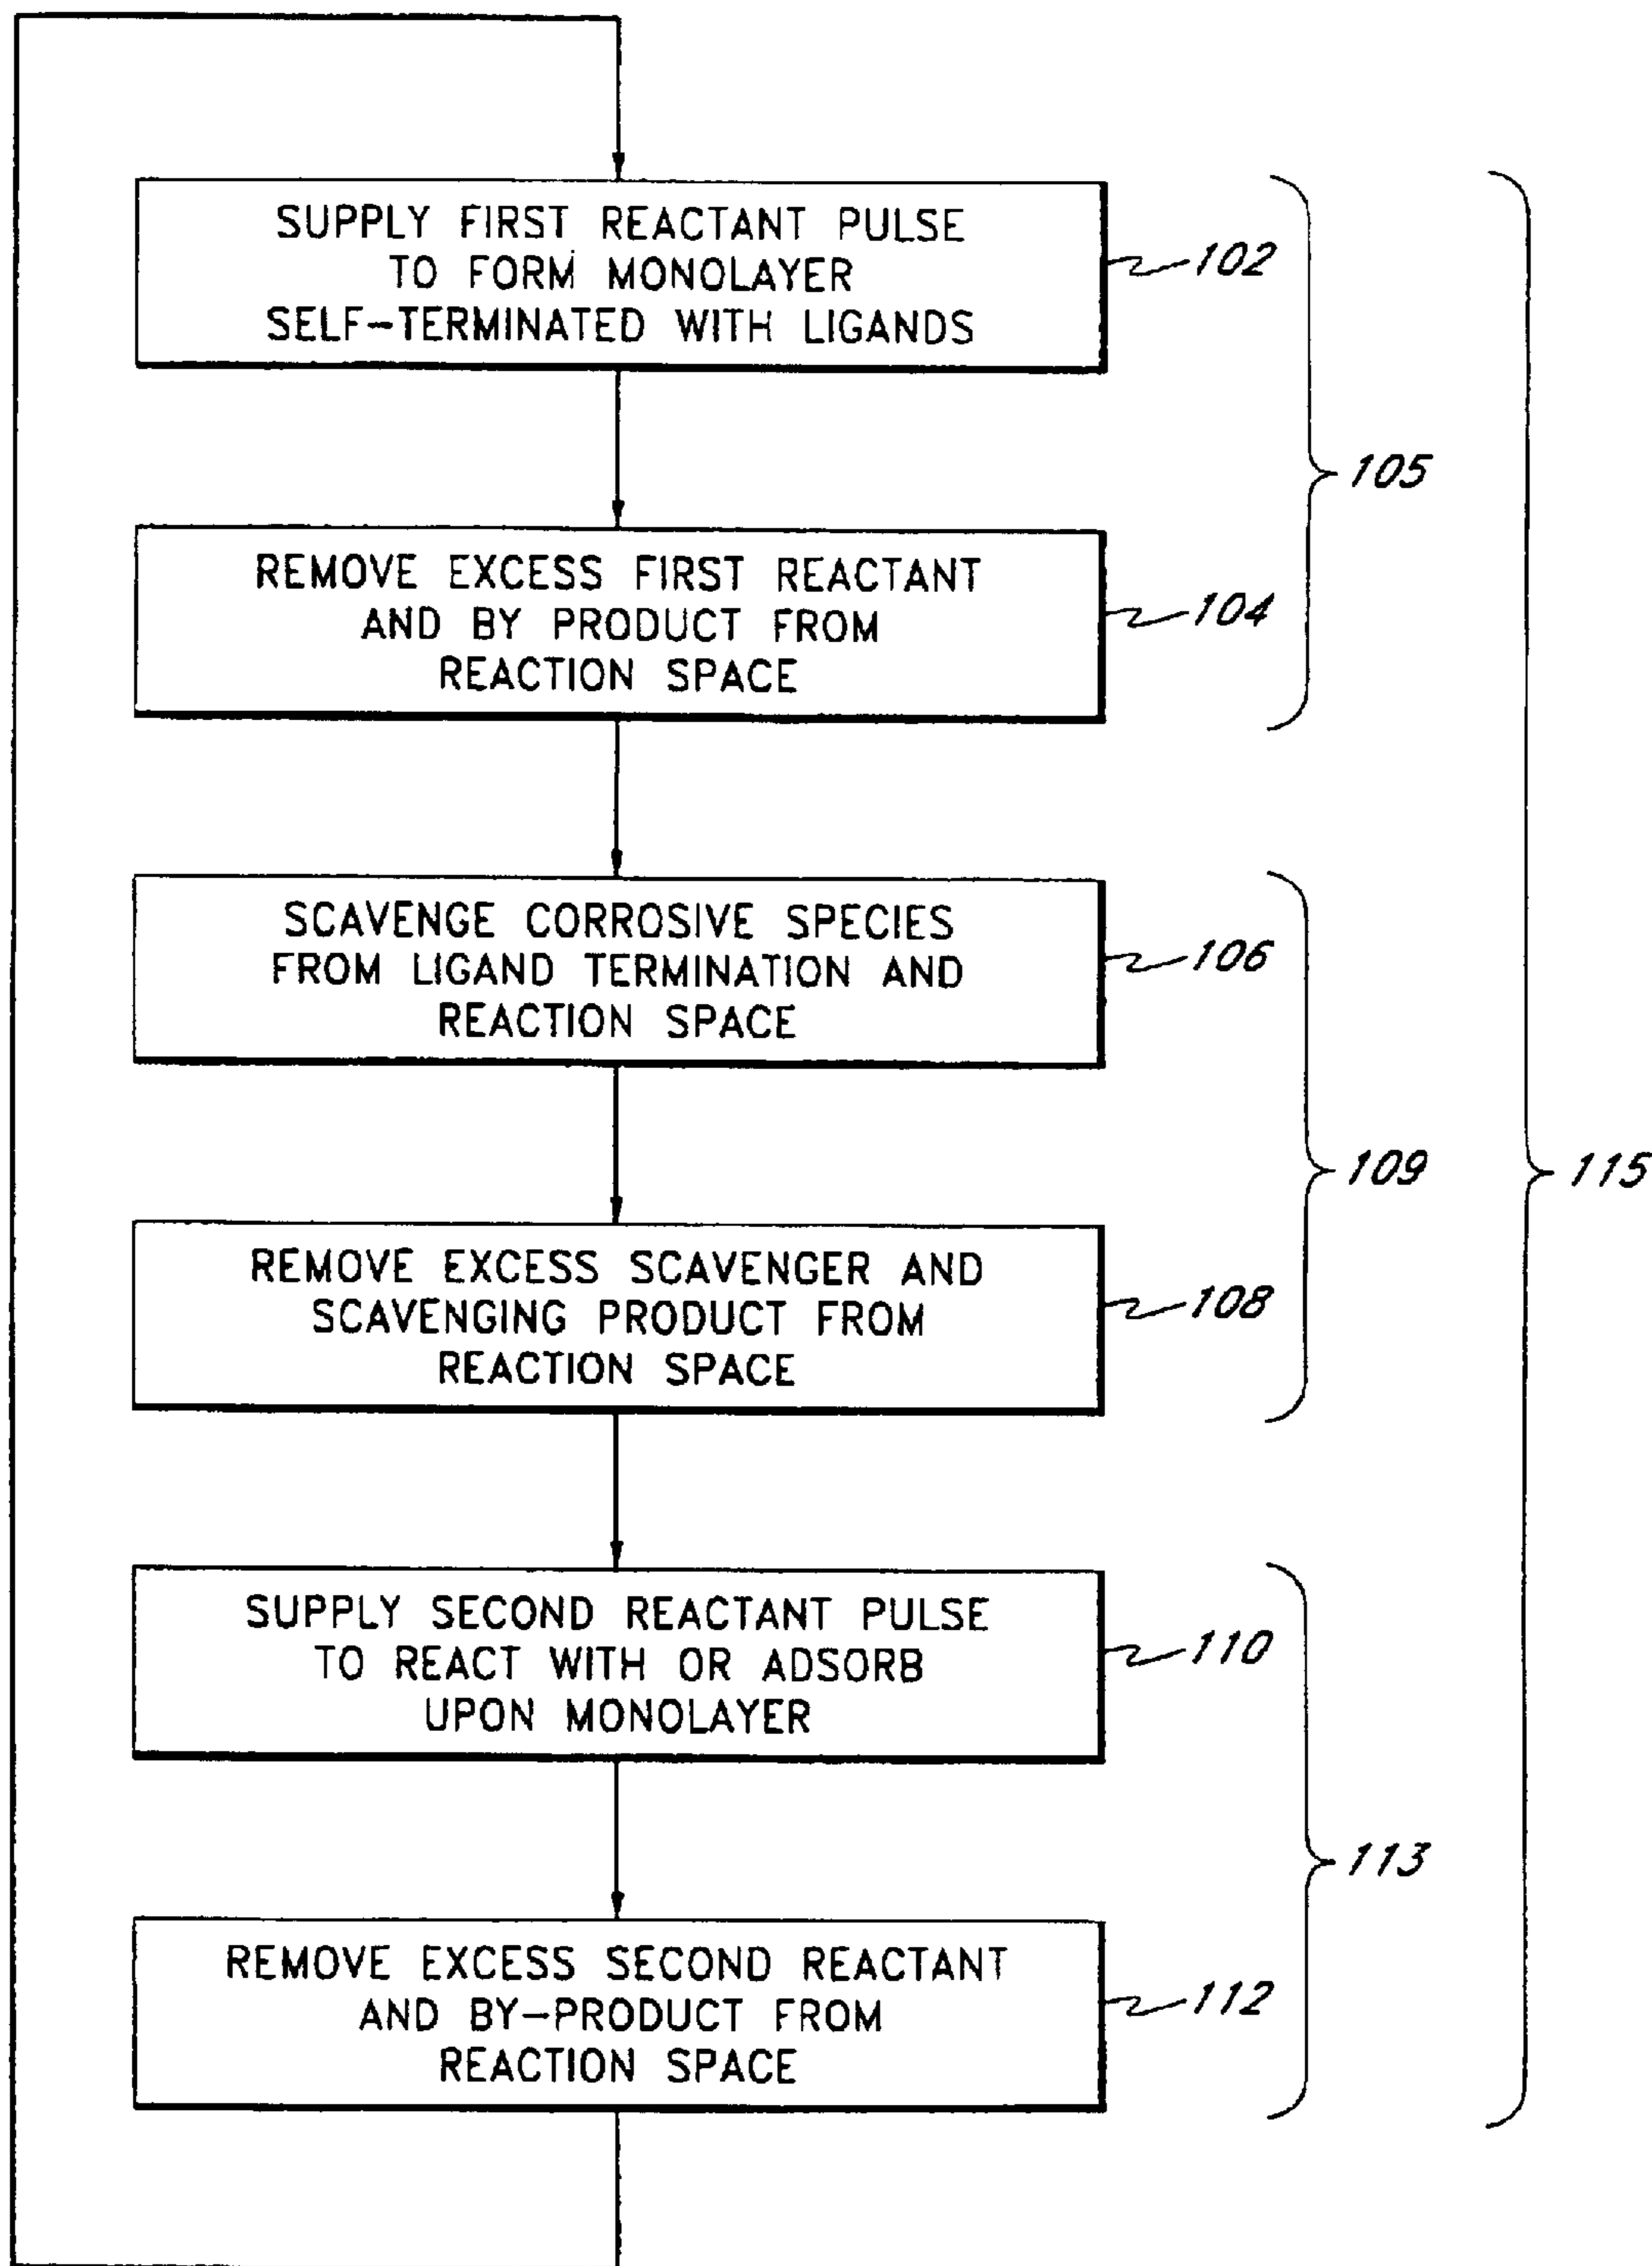 SUPPLY FIRST REACTANT PULSE
TO FORM MONOLAYER
SELF-TERMINATED WITH LIGANDS
102
105
REMOVE EXCESS FIRST REACTANT
AND BY PRODUCT FROM
REACTION SPACE
104
SCAVENGE CORROSIVE SPECIES
FROM LIGAND TERMINATION AND
REACTION SPACE
106
109
115
REMOVE EXCESS SCAVENGER AND
SCAVENGING PRODUCT FROM
REACTION SPACE
108
SUPPLY SECOND REACTANT PULSE
TO REACT WITH OR ADSORB
UPON MONOLAYER
110
113
REMOVE EXCESS SECOND REACTANT
AND BY-PRODUCT FROM
REACTION SPACE
112